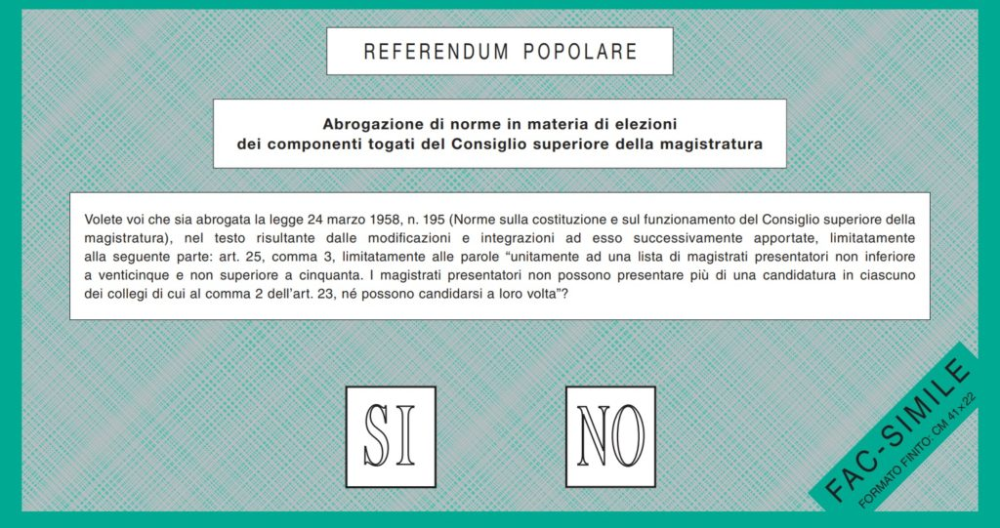 REFERENDUM POPOLARE
Abrogazione di norme in materia di elezioni
dei componenti togati del Consiglio superiore della magistratura
Volete voi che sia abrogata la legge 24 marzo 1958, n. 195 (Norme sulla costituzione e sul funzionamento del Consiglio superiore della
magistratura), nel testo risultante dalle modificazioni e integrazioni ad esso successivamente apportate, limitatamente
alla seguente parte: art. 25, comma 3, limitatamente alle parole “unitamente ad una lista di magistrati presentatori non inferiore
a venticinque e non superiore a cinquanta. I magistrati presentatori non possono presentare più di una candidatura in ciascuno
dei collegi di cui al comma 2 dell’art. 23, né possono candidarsi a loro volta”?
SI NO
FAC-SIMILE
FORMATO FINITO: CM 41×22